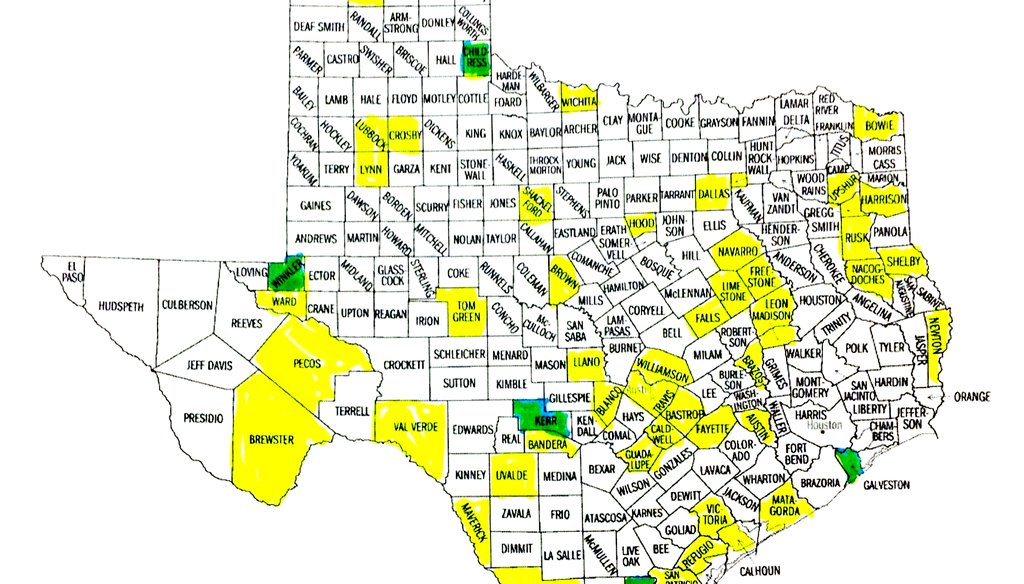 DEAF SMITH
RANDALL
ARM-
STRONG
DONLEY
COLLINGS
WORTH
PARMER
CASTRO
SWISHER
BRISCOE
HALL
CHILD
RESS
HARDE
MAN
WILBARGER
BAILEY
LAMB
HALE
FLOYD
MOTLEY
COTTLE
FOARD
WICHITA
CLAY
MONTA
GUE
COOKE
GRAYSON
FANNIN
LAMAR
DELTA
RED
RIVER
FRANKLIN
TITUS
BOWIE
COCHRAN
HOCKLEY
LUBBOCK
CROSBY
DICKENS
KING
KNOX
BAYLOR
ARCHER
YOAKUM
TERRY
LYNN
GARZA
KENT
STONE-
WALL
HASKELL
THROCK
MORTON
YOUNG
JACK
WISE
DENTON
COLLIN
HUNT
ROCK
WALL
HOPKINS
CAMP
MORRIS
CASS
MARION
WOOD
RAINS
UPSHUR
HARRISON
GAINES
DAWSON
BORDEN
SCURRY
FISHER
JONES
SHACKEL
FORD
STEPHENS
PALO
PINTO
PARKER
TARRANT
DALLAS
KAUFMAN
VAN
ZANDT
GREGG
SMITH
RUSK
PANOLA
ANDREWS
MARTIN
HOWARD
MITCHELL
NOLAN
TAYLOR
CALLAHAN
EASTLAND
ERATH
SOMER-
VELL
HOOD
JOHN-
SON
ELLIS
HENDER-
SON
CHEROKEE
NAVARRO
ANDERSON
NACOG-
DOCHES
SHELBY
EL
PASO
HUDSPETH
CULBERSON
LOVING
WINKLER
ECTOR
MIDLAND
GLASS
COCK
STERLING
COKE
RUNNELS
COLEMAN
BROWN
COMANCHE
HAMILTON
BOSQUE
HILL
FREE
STONE
LIME
STONE
WARD
CRANE
UPTON
REAGAN
IRION
TOM
GREEN
CONCHO
Mc-
CULLOCH
MILLS
SAN
SABA
LAM-
PASAS
CORYELL
McLENNAN
BELL
FALLS
LEON
MADISON
HOUSTON
ANGELINA
SABINE
REEVES
ROBERT-
SON
TRINITY
POLK
TYLER
JASPER
NEWTON
JEFF DAVIS
PECOS
CROCKETT
SCHLEICHER
MENARD
MASON
LLANO
BURNET
WILLIAMSON
MILAM
BRAZOS
GRIMES
WALKER
SUTTON
KIMBLE
GILLESPIE
BLANCO
TRAVIS
LEE
BURLE-
SON
WASH-
INGTON
MONT-
GOMERY
SAN
JACINTO
HARDIN
LIBERTY
ORANGE
PRESIDIO
BREWSTER
TERRELL
VAL VERDE
EDWARDS
REAL
KERR
BANDERA
KEN-
DALL
HAYS
COMAL
BASTROP
CALD-
WELL
FAYETTE
AUSTIN
WALLER
HARRIS
Houston
CHAM-
BERS
JEFFER-
SON
KINNEY
UVALDE
MEDINA
BEXAR
GUADA-
LUPE
GONZALES
COLOR-
ADO
FORT
BEND
BRAZORIA
GALVESTON
WILSON
LAVACA
WHARTON
MATA-
GORDA
MAVERICK
ZAVALA
FRIO
ATASCOSA
KARNES
DEWITT
JACKSON
VIC
TORIA
GOLIAD
DIMMIT
LA SALLE
McMULLEN
LIVE
OAK
BEE
REFUGIO
CALHOUN
SAN
PATRICIO